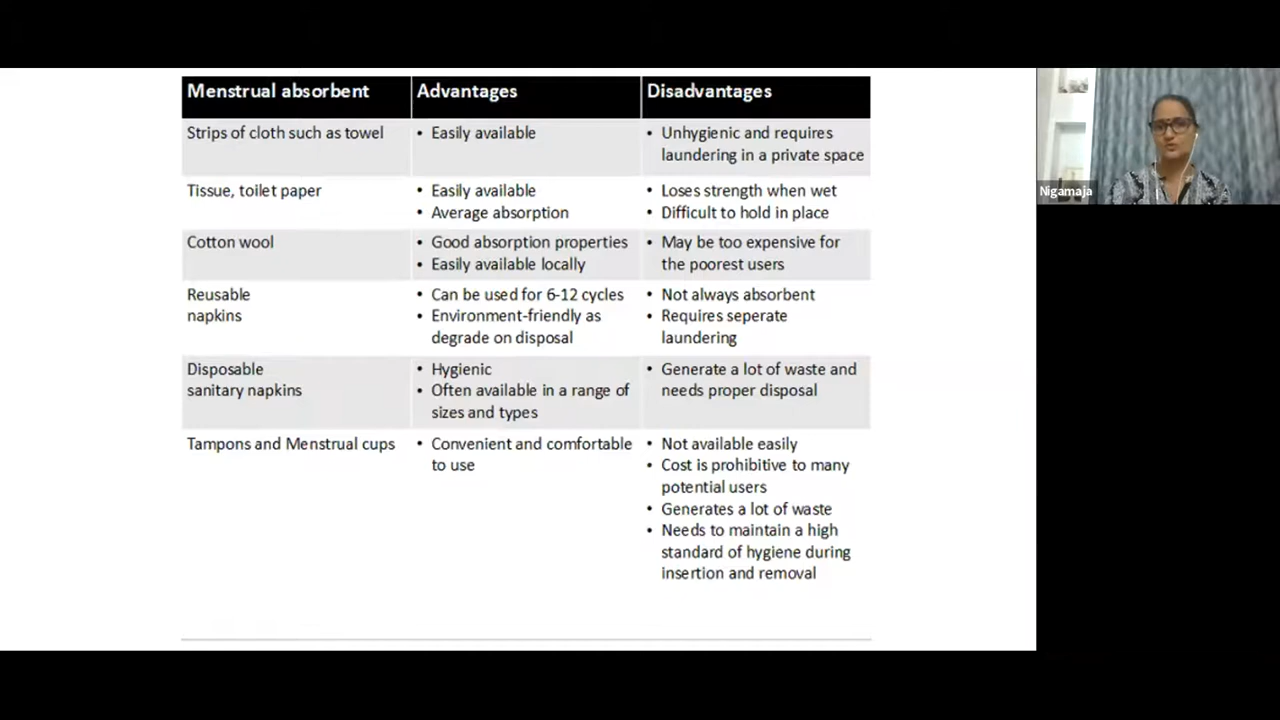 Menstrual absorbent
Advantages
Disadvantages
Strips of cloth such as towel
• Easily available
• Unhygienic and requires
laundering in a private space
Tissue, toilet paper
• Easily available
• Average absorption
• Loses strength when wet
• Difficult to hold in place
Cotton wool
• Good absorption properties
• Easily available locally
• May be too expensive for
the poorest users
Reusable
napkins
• Can be used for 6-12 cycles
• Environment-friendly as
degrade on disposal
• Not always absorbent
• Requires seperate
laundering
Disposable
sanitary napkins
• Hygienic
• Often available in a range of
sizes and types
• Generate a lot of waste and
needs proper disposal
Tampons and Menstrual cups
• Convenient and comfortable
to use
• Not available easily
• Cost is prohibitive to many
potential users
• Generates a lot of waste
• Needs to maintain a high
standard of hygiene during
insertion and removal
Nigamaja